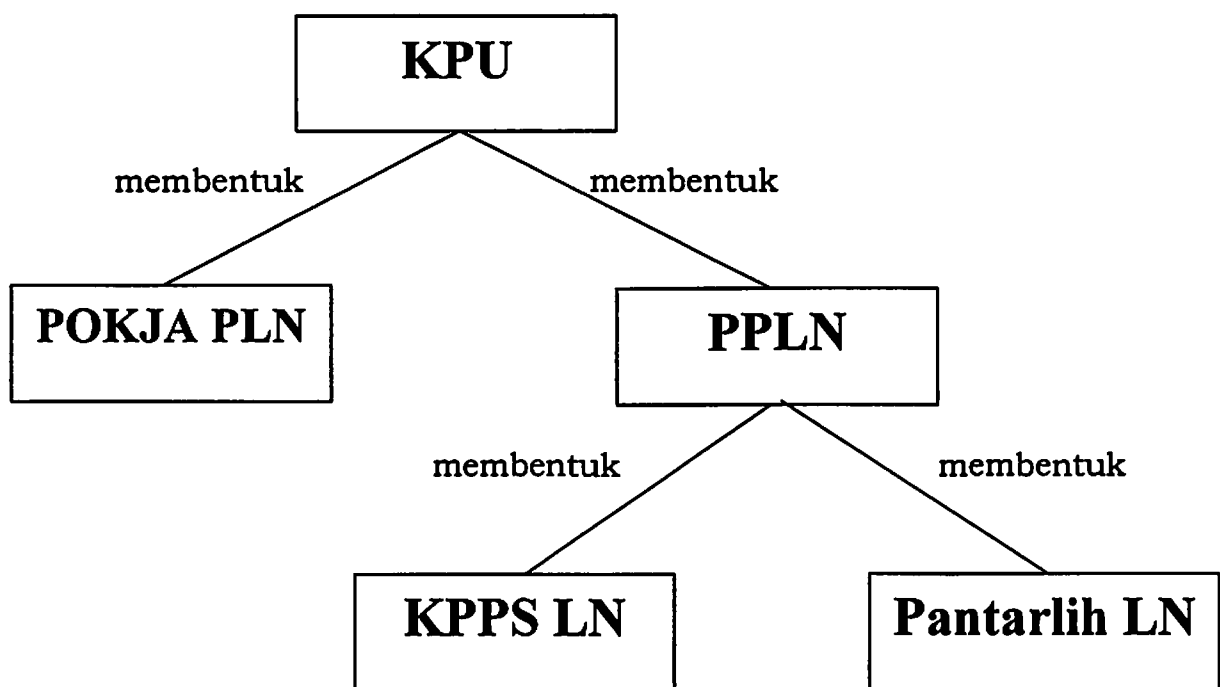 KPU
membentuk
membentuk
POKJA PLN
PPLN
membentuk
membentuk
KPPS LN
Pantarlih LN